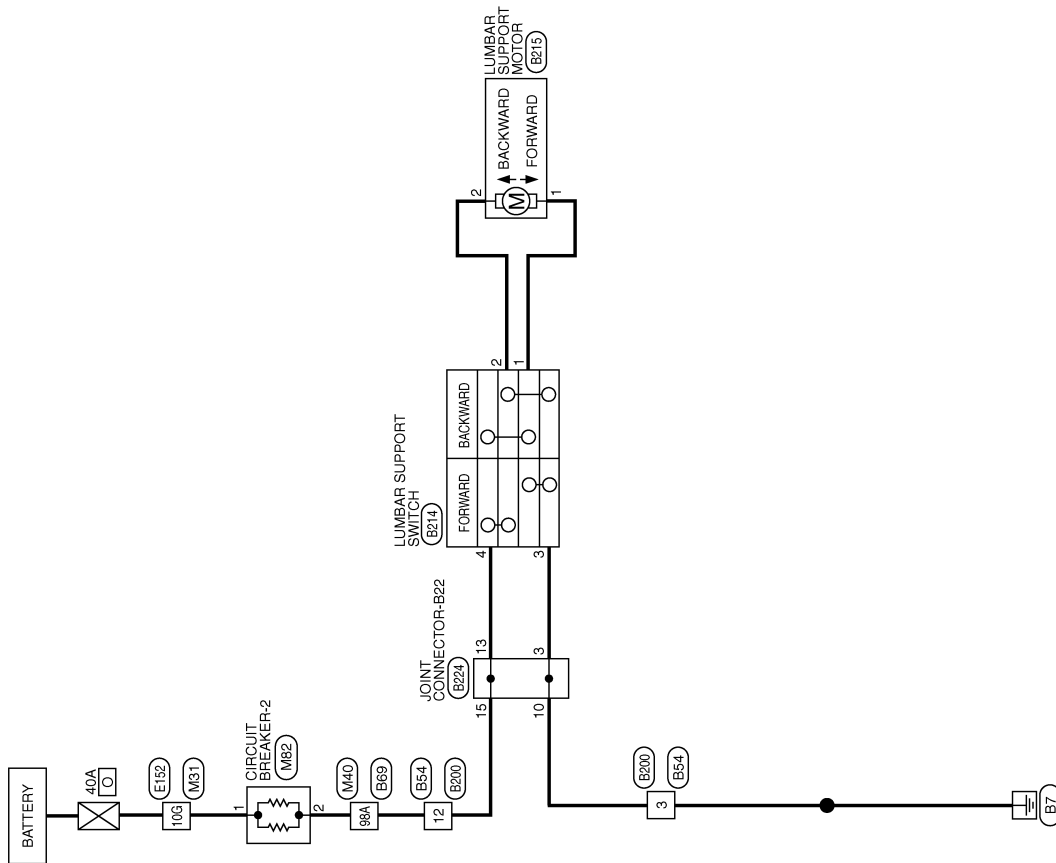 BATTERY
40A
O
E152
10G
M31
CIRCUIT
BREAKER-2
M82
1
2
M40
98A
B69
B54
12
B200
JOINT
CONNECTOR-B22
B224
15
13
10
3
LUMBAR SUPPORT
SWITCH
B214
FORWARD
BACKWARD
4
3
2
1
LUMBAR
SUPPORT
MOTOR
B215
2
M
BACKWARD
FORWARD
1
B200
3
B54
B7